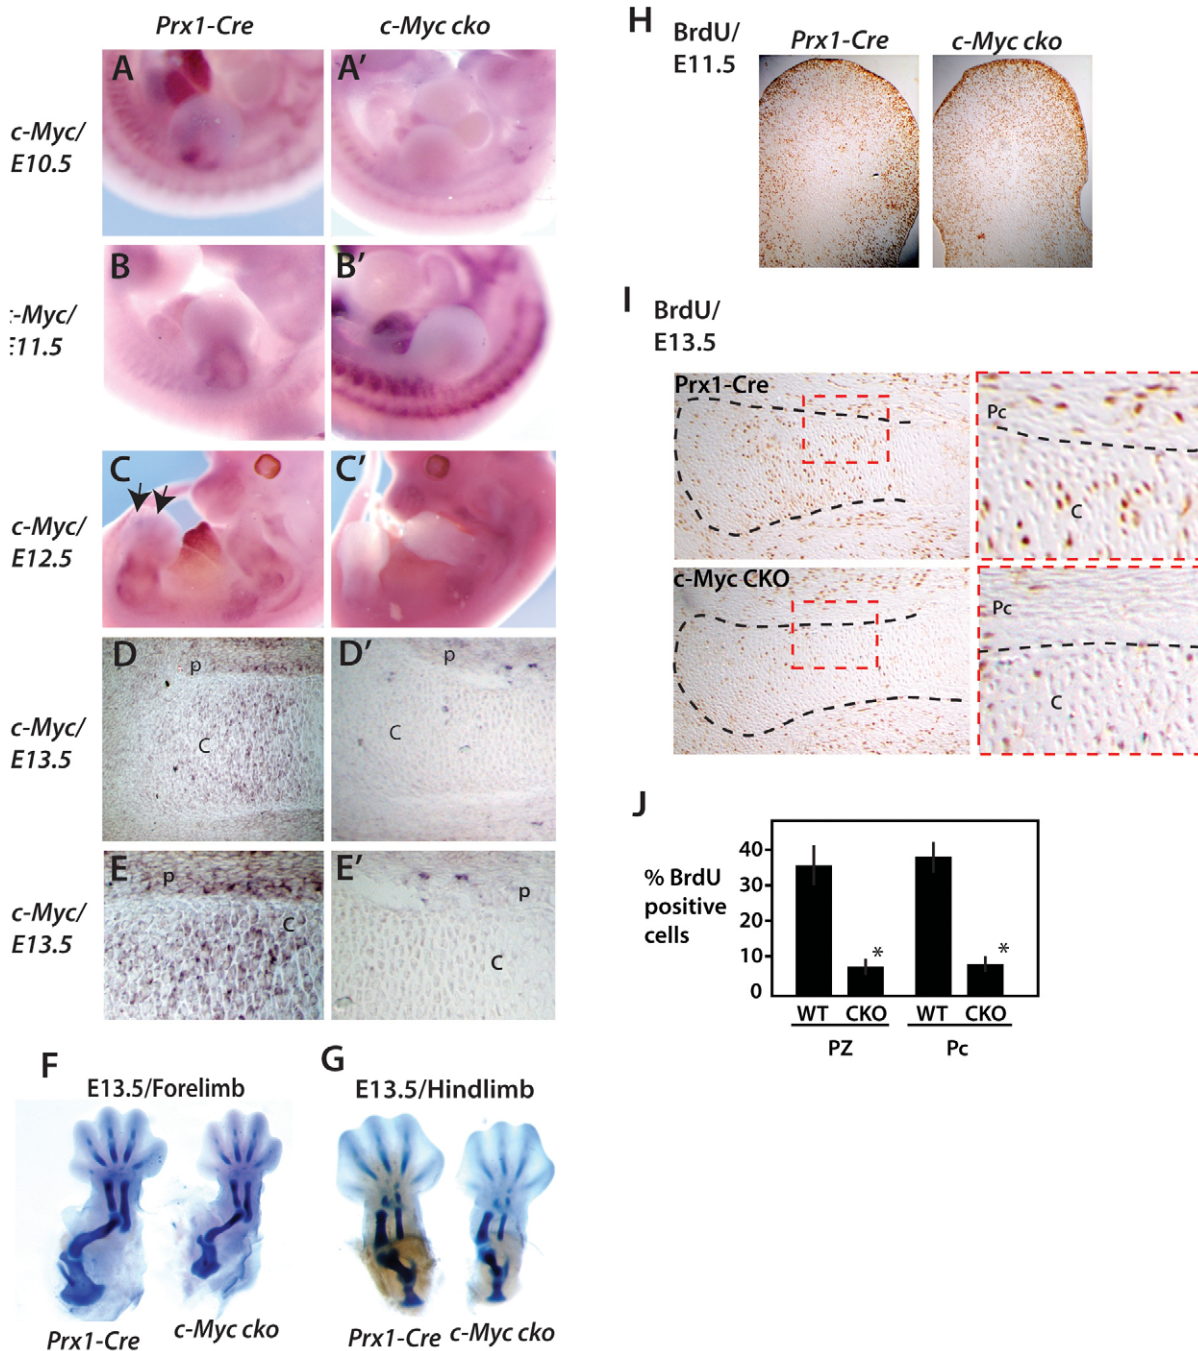 Prx1-Cre c-Myc cko
A A′
c-Myc/
E10.5
B B′
:-Myc/
E11.5
C C′
c-Myc/
E12.5
D p C
D′ p C
c-Myc/
E13.5
E p C
E′ p C
c-Myc/
E13.5
F G
E13.5/Forelimb E13.5/Hindlimb
Prx1-Cre c-Myc cko Prx1-Cre c-Myc cko
H BrdU/
E11.5
Prx1-Cre c-Myc cko
I BrdU/
E13.5
Prx1-Cre
Pc
C
c-Myc CKO
Pc
C
J
% BrdU
positive
cells
40
30
20
10
0
* *
WT CKO WT CKO
PZ Pc